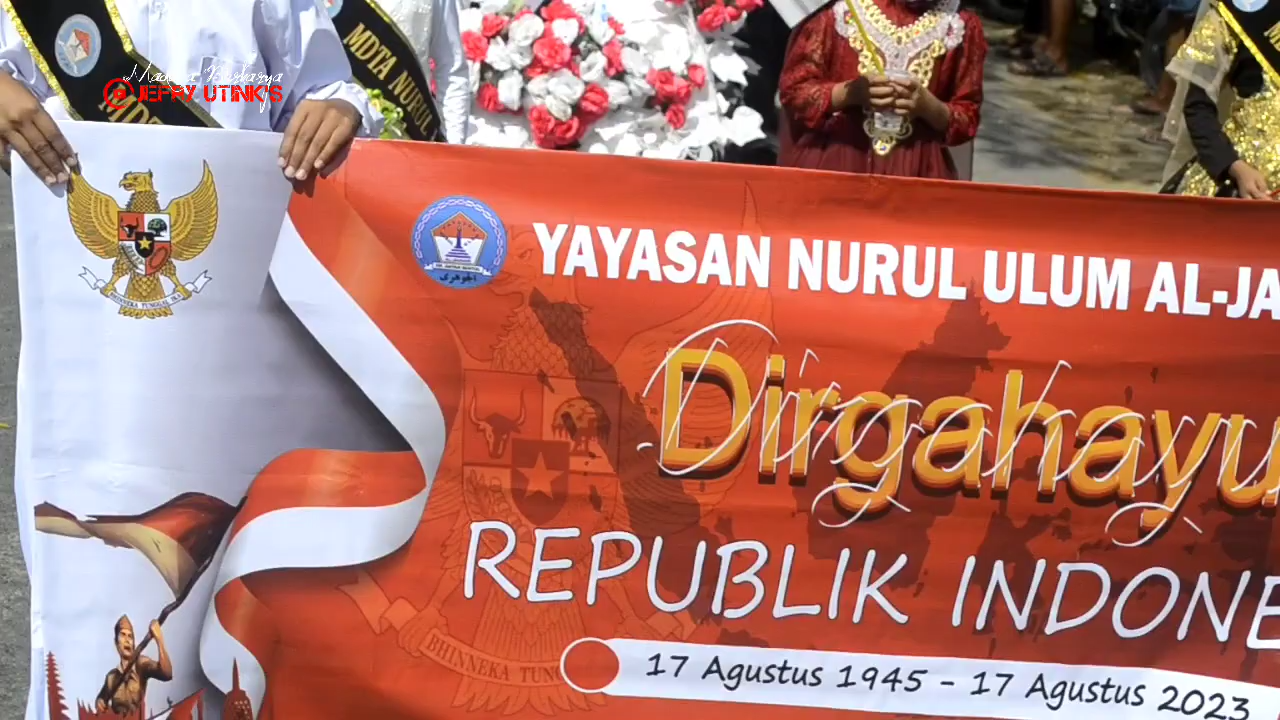 MDTA NURUL
JEFRY UTINK'S
BHINNEKA TUNGGAL IKA
YAYASAN NURUL ULUM AL-JA
Dirgahayu
REPUBLIK INDONE
BHINNEKA TUNG
17 Agustus 1945 - 17 Agustus 2023